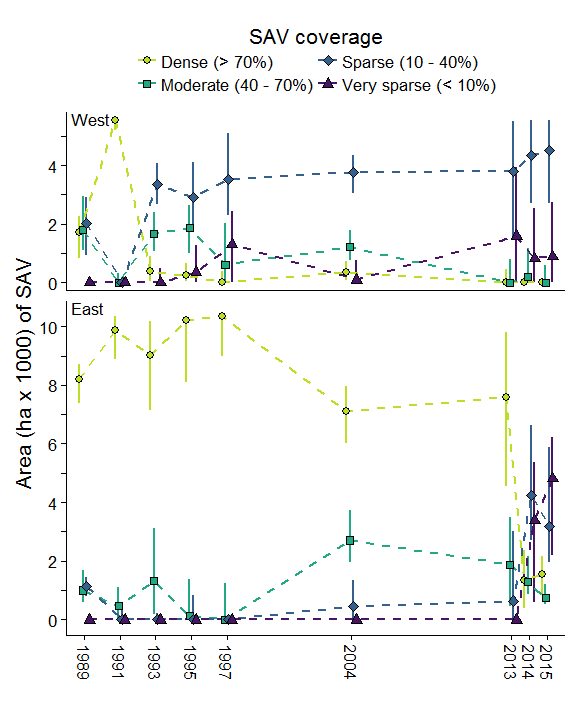 SAV coverage
Dense (> 70%)
Sparse (10 - 40%)
Moderate (40 - 70%)
Very sparse (< 10%)
West
4
2
0
East
10
8
6
4
2
0
Area (ha x 1000) of SAV
1989
1991
1993
1995
1997
2004
2013
2014
2015